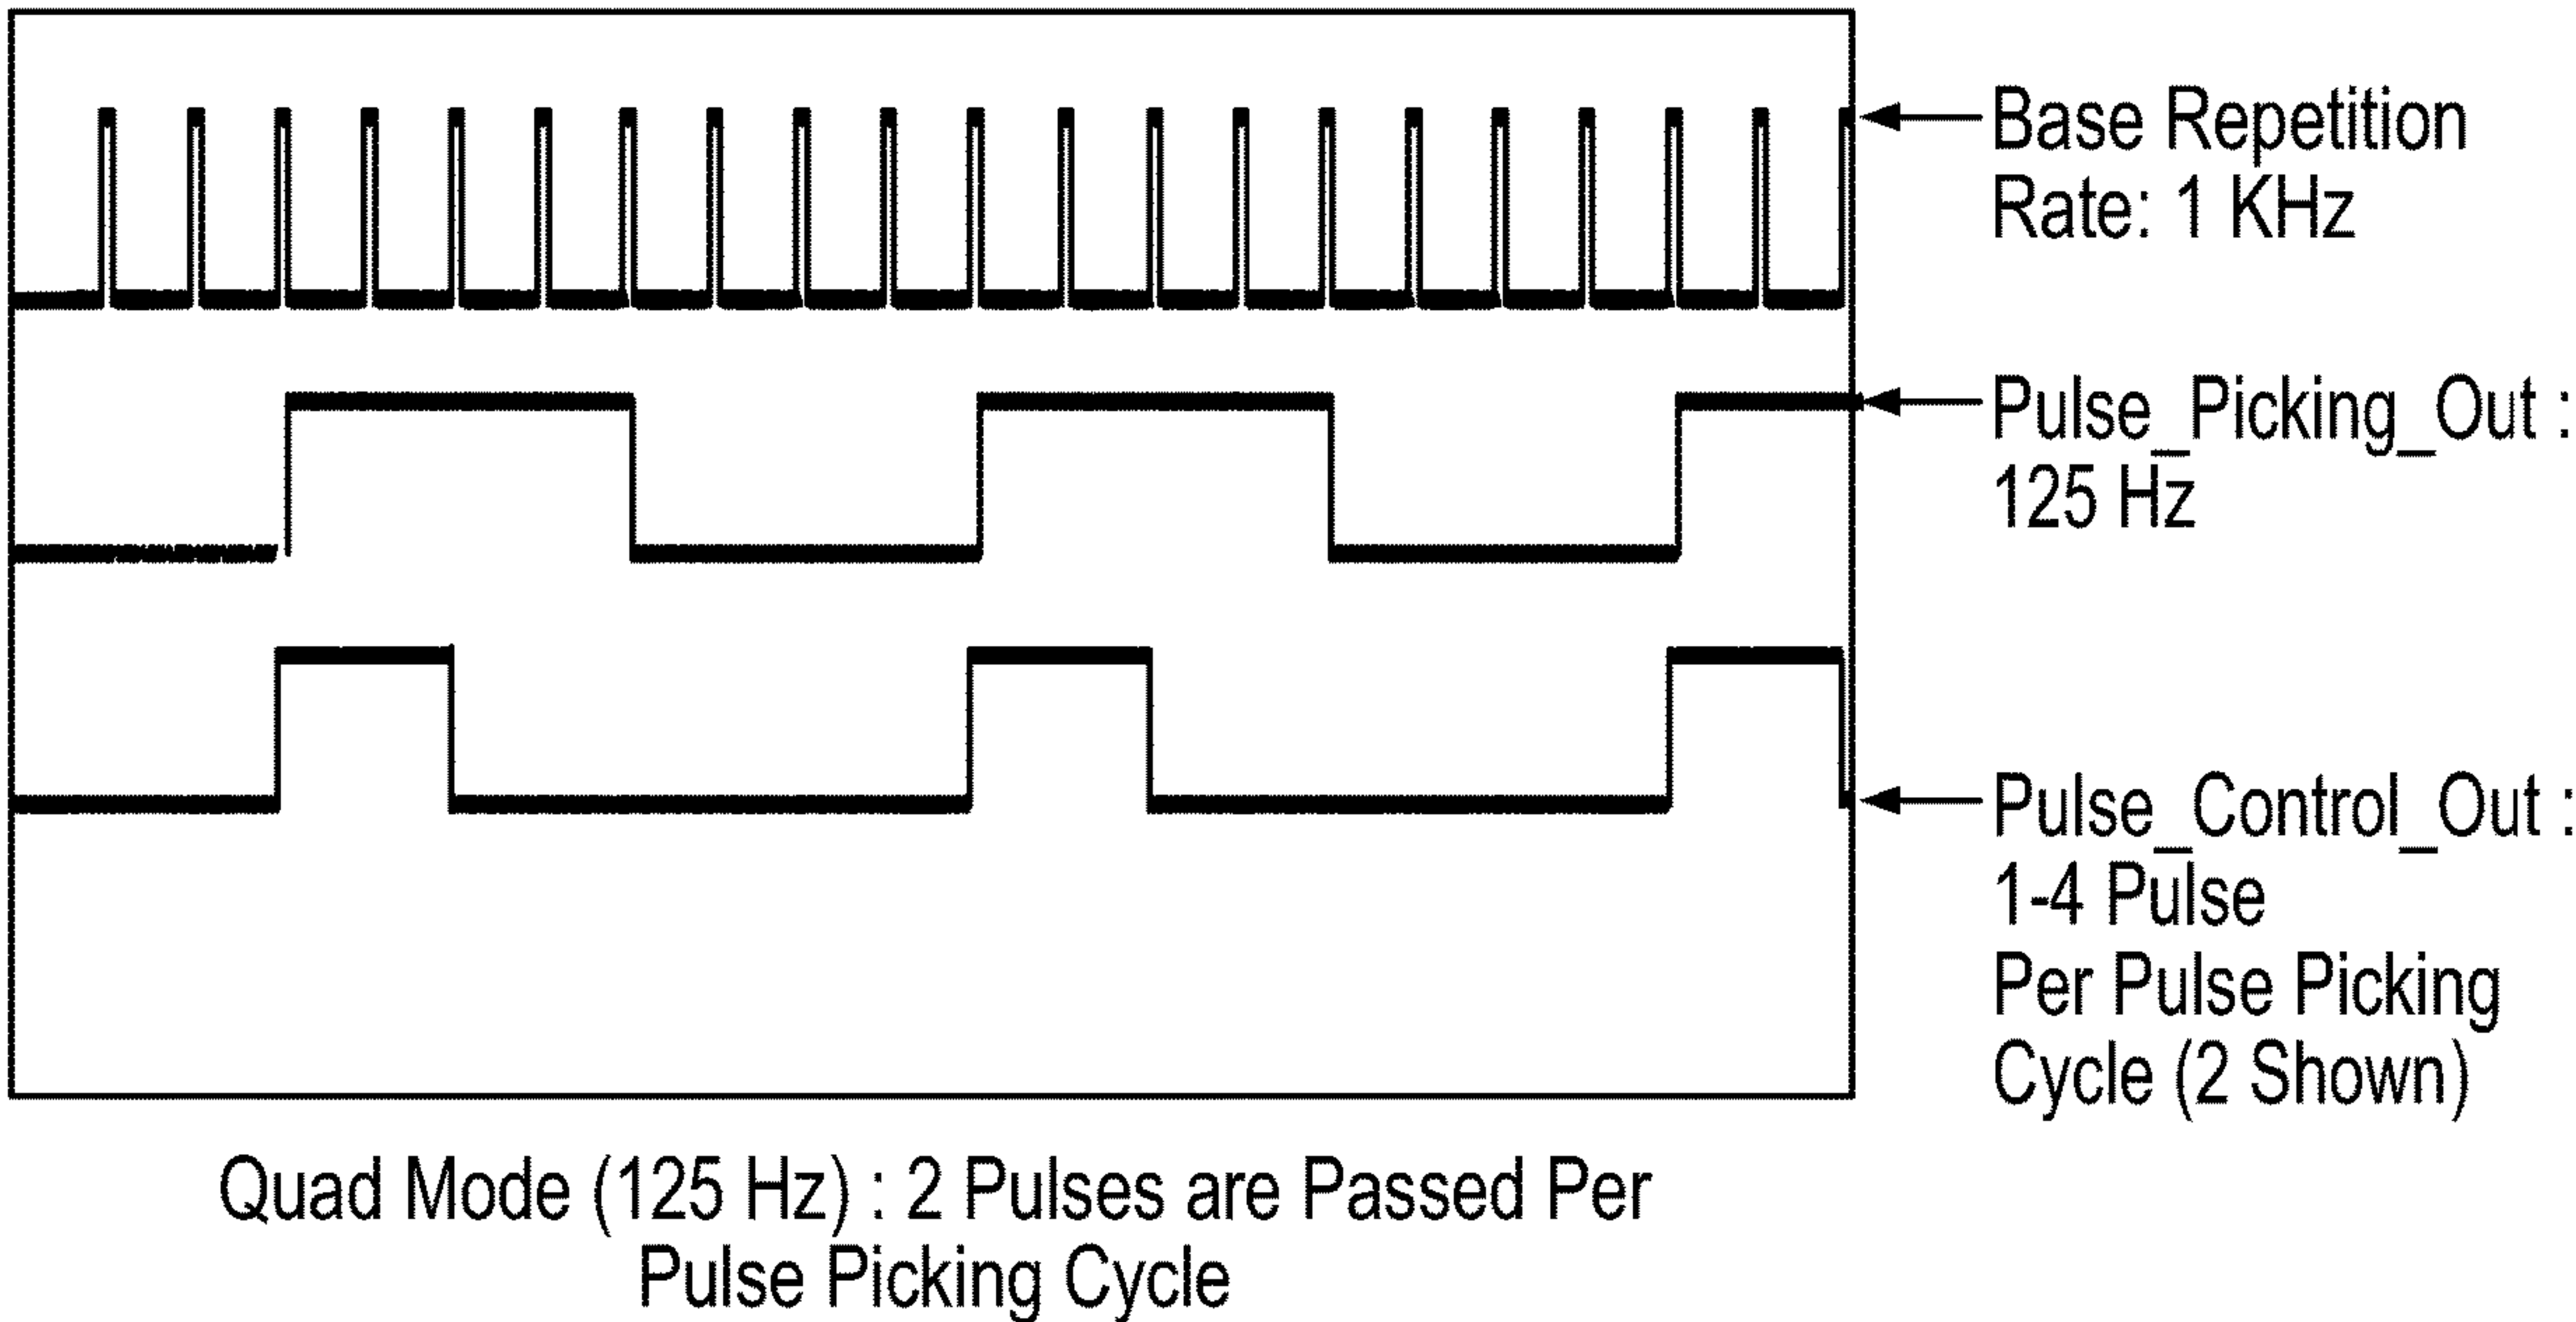 Base Repetition
Rate: 1 KHz
Pulse_Picking_Out :
125 Hz
Pulse_Control_Out :
1-4 Pulse
Per Pulse Picking
Cycle (2 Shown)
Quad Mode (125 Hz) : 2 Pulses are Passed Per
Pulse Picking Cycle